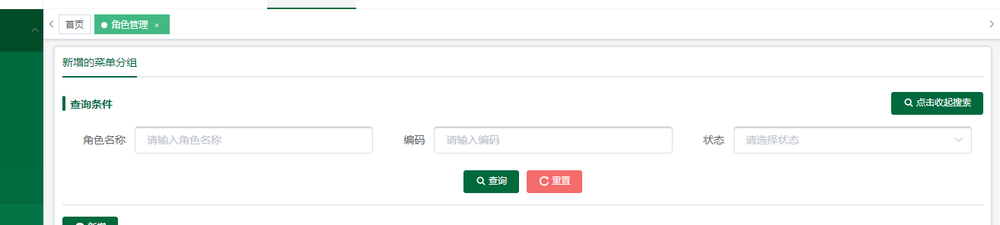 首页 角色管理 ×
新增的菜单分组
查询条件 点击收起搜索
角色名称 请输入角色名称 编码 请输入编码 状态 请选择状态
查询 重置
新增